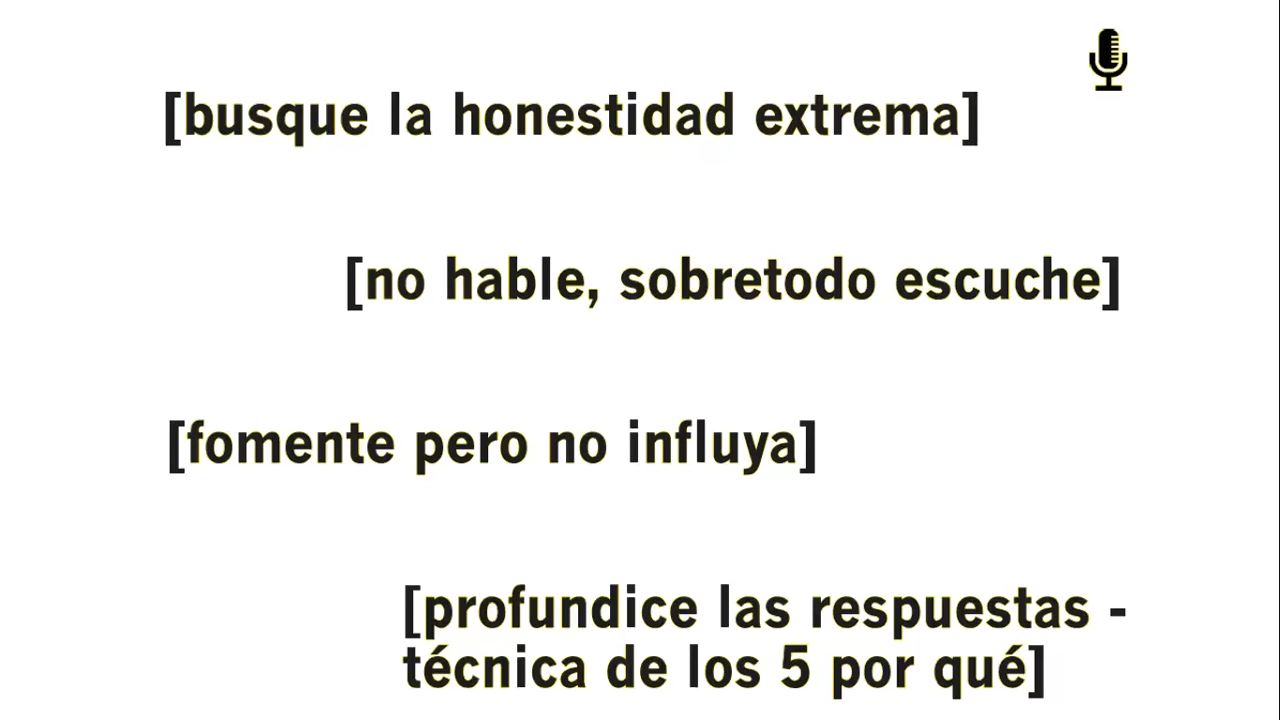 [busque la honestidad extrema]
[no hable, sobretodo escuche]
[fomente pero no influya]
[profundice las respuestas -
técnica de los 5 por qué]